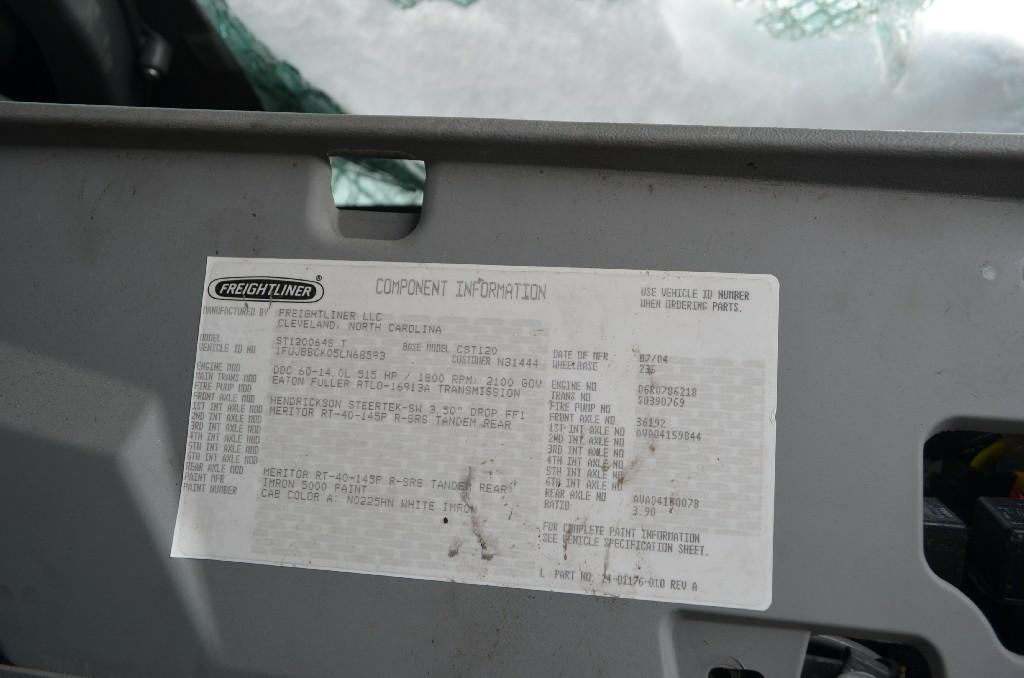 FREIGHTLINER®
COMPONENT INFORMATION
USE VEHICLE ID NUMBER
WHEN ORDERING PARTS.
MANUFACTURED BY FREIGHTLINER LLC
CLEVELAND, NORTH CAROLINA
MODEL ST120064S T BASE MODEL CST120
VEHICLE ID NO CUSTOMER N31444
ENGINE MOD DDC 60-14.0L 515 HP / 1800 RPM; 2100 GOV
MAIN TRANS MOD EATON FULLER RTLO-16913A TRANSMISSION
FIRE PUMP MOD
FRONT AXLE MOD HENDRICKSON STEERTEK-SW 3.50" DROP FF1
1ST INT AXLE MOD MERITOR RT-40-145P R-SRS TANDEM REAR
2ND INT AXLE MOD
3RD INT AXLE MOD
4TH INT AXLE MOD
5TH INT AXLE MOD
6TH INT AXLE MOD
REAR AXLE MOD MERITOR RT-40-145P R-SRS TANDEM REAR
PAINT MFR IMRON 5000 PAINT
PAINT NUMBER CAB COLOR A: N0225HN WHITE IMRON
DATE OF MFR 02/04
WHEELBASE 235
ENGINE NO 06R0786218
TRANS NO S0390769
FIRE PUMP NO
FRONT AXLE NO 36192
1ST INT AXLE NO AVA04159844
2ND INT AXLE NO
3RD INT AXLE NO
4TH INT AXLE NO
5TH INT AXLE NO
6TH INT AXLE NO
REAR AXLE NO
RATIO 3.90
FOR COMPLETE PAINT INFORMATION
SEE VEHICLE SPECIFICATION SHEET.
L PART NO. 24-01176-010 REV A